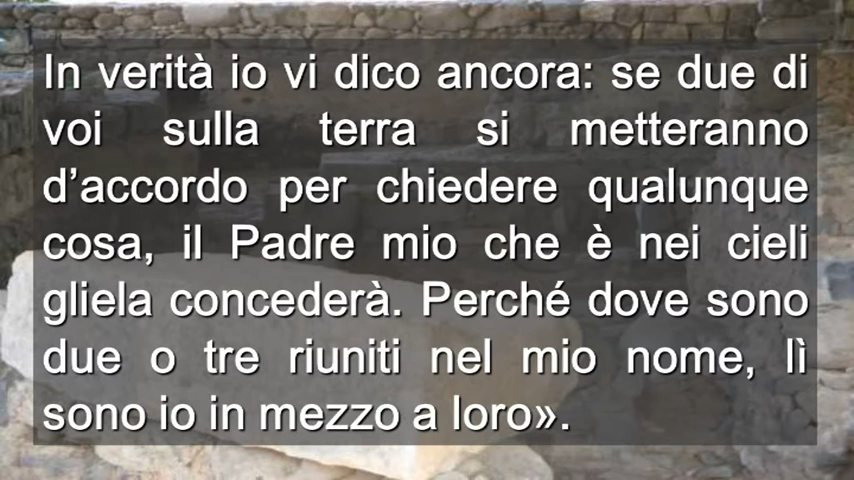 In verità io vi dico ancora: se due di
voi sulla terra si metteranno
d’accordo per chiedere qualunque
cosa, il Padre mio che è nei cieli
gliela concederà. Perché dove sono
due o tre riuniti nel mio nome, lì
sono io in mezzo a loro».